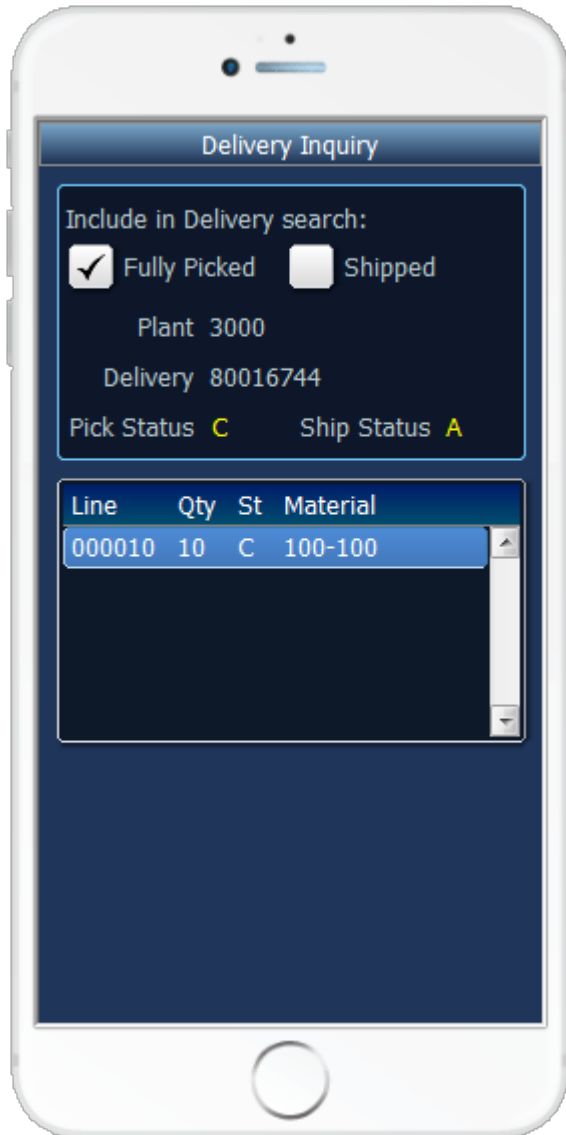 Delivery Inquiry
Include in Delivery search:
Fully Picked Shipped
Plant 3000
Delivery 80016744
Pick Status C Ship Status A
Line Qty St Material
000010 10 C 100-100